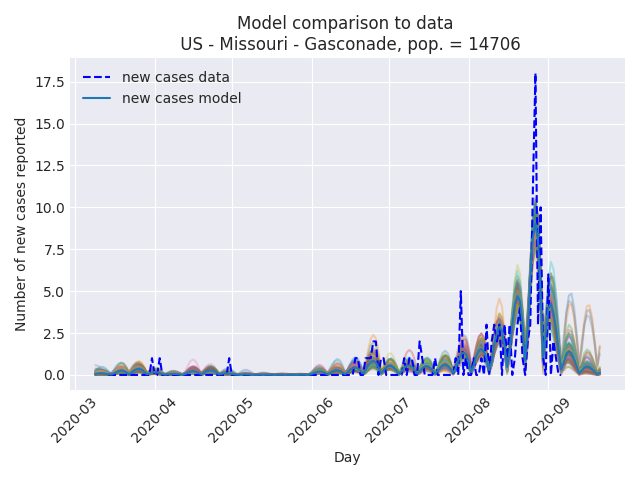 Model comparison to data
US - Missouri - Gasconade, pop. = 14706
new cases data
new cases model
Number of new cases reported
17.5
15.0
12.5
10.0
7.5
5.0
2.5
0.0
2020-03
2020-04
2020-05
2020-06
2020-07
2020-08
2020-09
Day